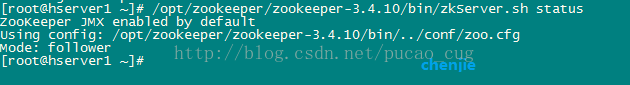 [root@hserver1 ~]# /opt/zookeeper/zookeeper-3.4.10/bin/zkServer.sh status
ZooKeeper JMX enabled by default
Using config: /opt/zookeeper/zookeeper-3.4.10/bin/../conf/zoo.cfg
Mode: follower
[root@hserver1 ~]#
http://blog.csdn.net/pucao_cug
chenjie